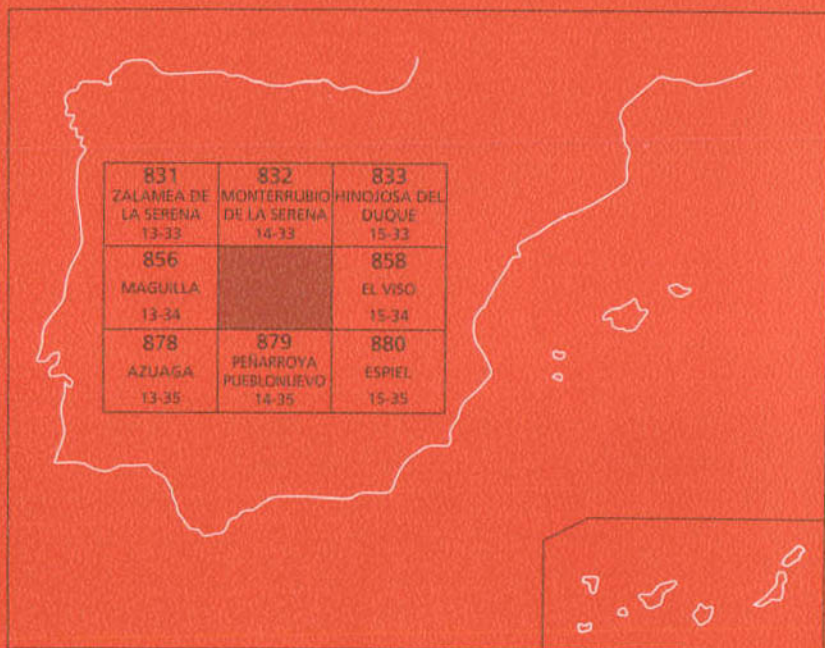 831
ZALAMEA DE
LA SERENA
13-33
832
MONTERRUBIO
DE LA SERENA
14-33
833
HINOJOSA DEL
DUQUE
15-33
856
MAGUILLA
13-34
858
EL VISO
15-34
878
AZUAGA
13-35
879
PEÑARROYA
PUEBLONUEVO
14-35
880
ESPIEL
15-35